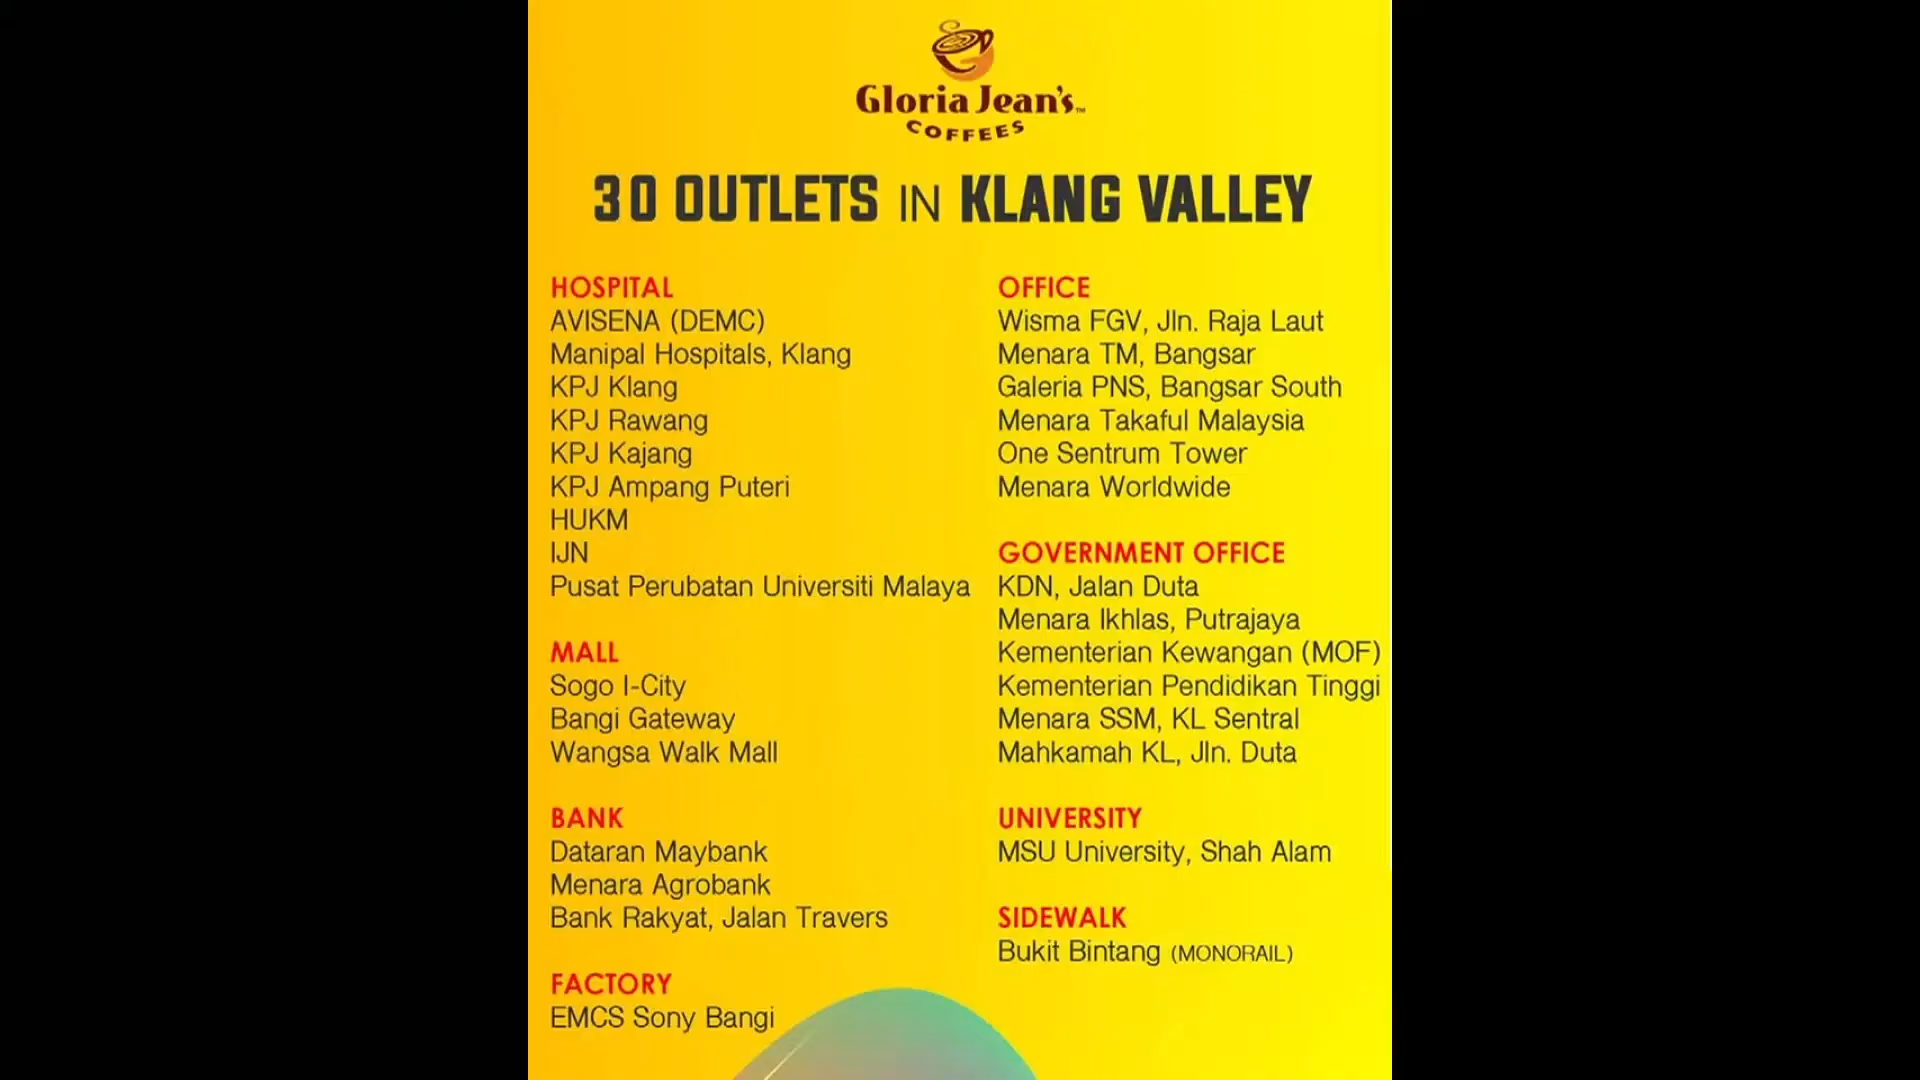 Gloria Jean's™
COFFEES
30 OUTLETS IN KLANG VALLEY
HOSPITAL
AVISENA (DEMC)
Manipal Hospitals, Klang
KPJ Klang
KPJ Rawang
KPJ Kajang
KPJ Ampang Puteri
HUKM
IJN
Pusat Perubatan Universiti Malaya
MALL
Sogo I-City
Bangi Gateway
Wangsa Walk Mall
BANK
Dataran Maybank
Menara Agrobank
Bank Rakyat, Jalan Travers
FACTORY
EMCS Sony Bangi
OFFICE
Wisma FGV, Jln. Raja Laut
Menara TM, Bangsar
Galeria PNS, Bangsar South
Menara Takaful Malaysia
One Sentrum Tower
Menara Worldwide
GOVERNMENT OFFICE
KDN, Jalan Duta
Menara Ikhlas, Putrajaya
Kementerian Kewangan (MOF)
Kementerian Pendidikan Tinggi
Menara SSM, KL Sentral
Mahkamah KL, Jln. Duta
UNIVERSITY
MSU University, Shah Alam
SIDEWALK
Bukit Bintang (MONORAIL)